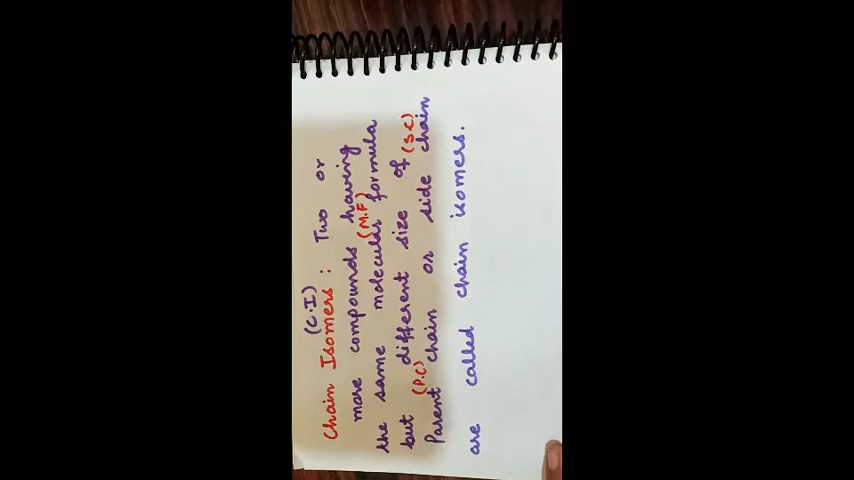 (C.I)
Chain Isomers : Two or
more compounds having
(M.F)
the same molecular formula
but different size of (S.C)
(P.C)
Parent chain or side chain
are called chain isomers.